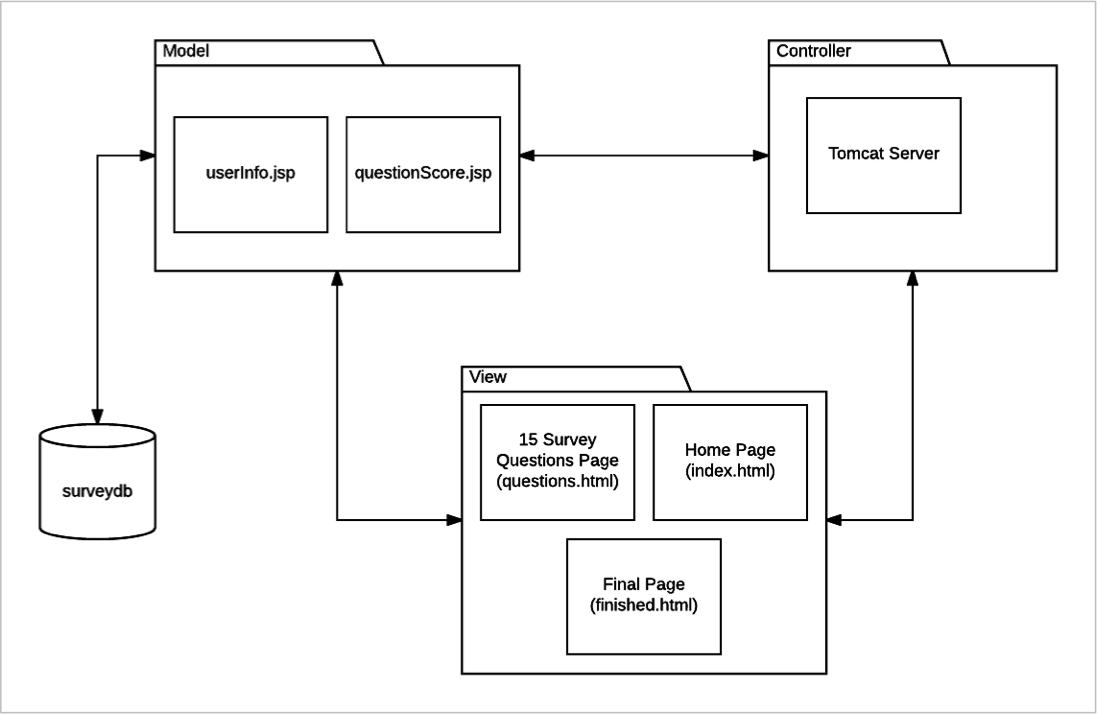 Model
Controller
userInfo.jsp
questionScore.jsp
Tomcat Server
View
15 Survey
Questions Page
(questions.html)
Home Page
(index.html)
surveydb
Final Page
(finished.html)